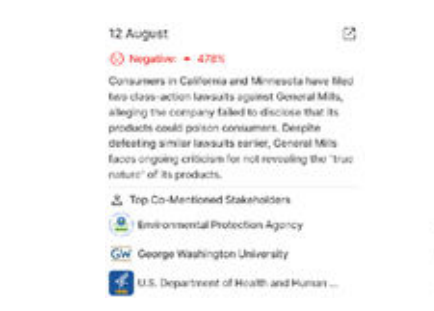 12 August
Negative: 478%
Consumers in California and Minnesota have filed
two class-action lawsuits against General Mills,
alleging the company failed to disclose that its
products could poison consumers. Despite
defeating similar lawsuits earlier, General Mills
faces ongoing criticism for not revealing the "true
nature" of its products.
Top Co-Mentioned Stakeholders
Environmental Protection Agency
GW George Washington University
U.S. Department of Health and Human ...